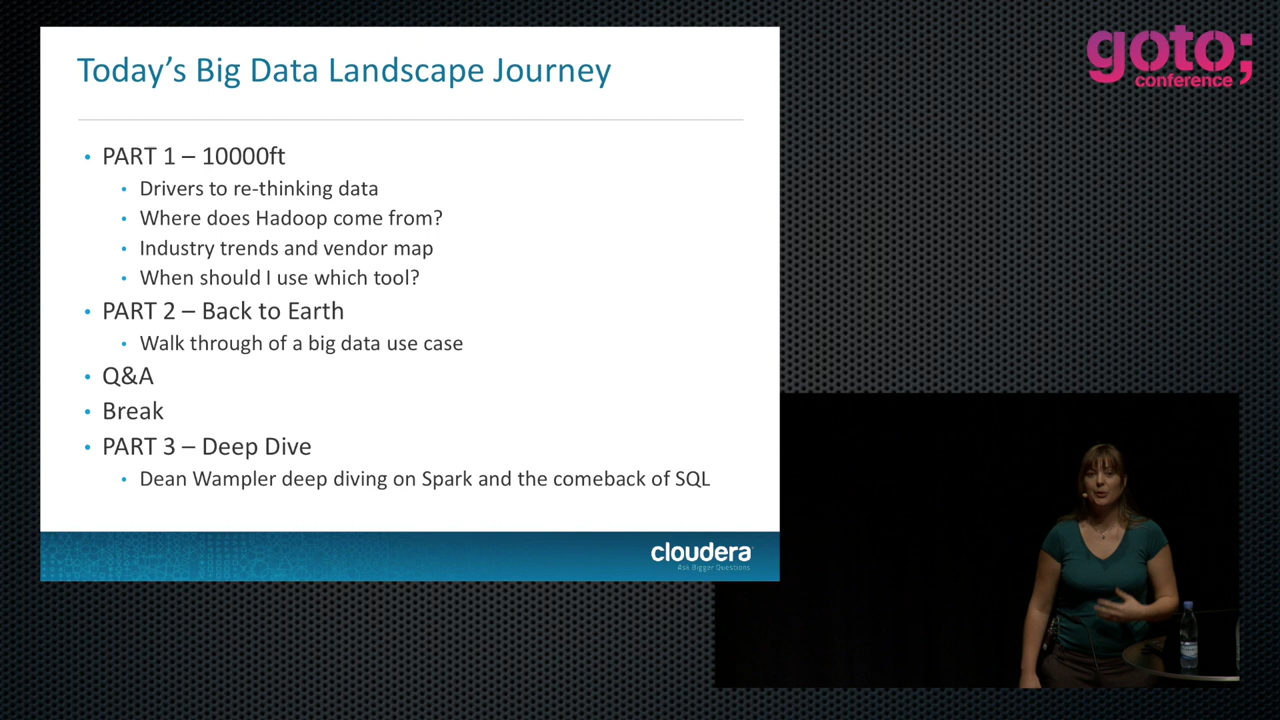 Today's Big Data Landscape Journey
• PART 1 – 10000ft
• Drivers to re-thinking data
• Where does Hadoop come from?
• Industry trends and vendor map
• When should I use which tool?
• PART 2 – Back to Earth
• Walk through of a big data use case
• Q&A
• Break
• PART 3 – Deep Dive
• Dean Wampler deep diving on Spark and the comeback of SQL
cloudera
Ask Bigger Questions
goto;
conference